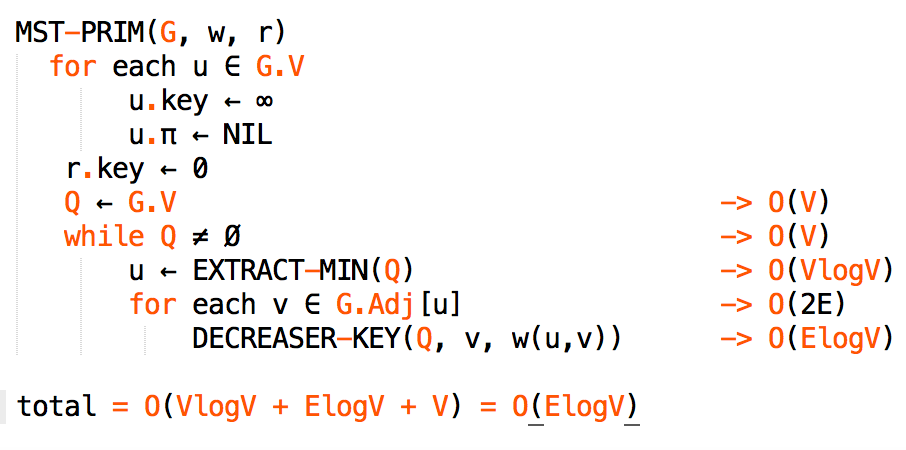 MST-PRIM(G, w, r)
for each u ∈ G.V
u.key ← ∞
u.π ← NIL
r.key ← 0
Q ← G.V -> O(V)
while Q ≠ Ø -> O(V)
u ← EXTRACT-MIN(Q) -> O(VlogV)
for each v ∈ G.Adj[u] -> O(2E)
DECREASER-KEY(Q, v, w(u,v)) -> O(ElogV)
total = O(VlogV + ElogV + V) = O(ElogV)